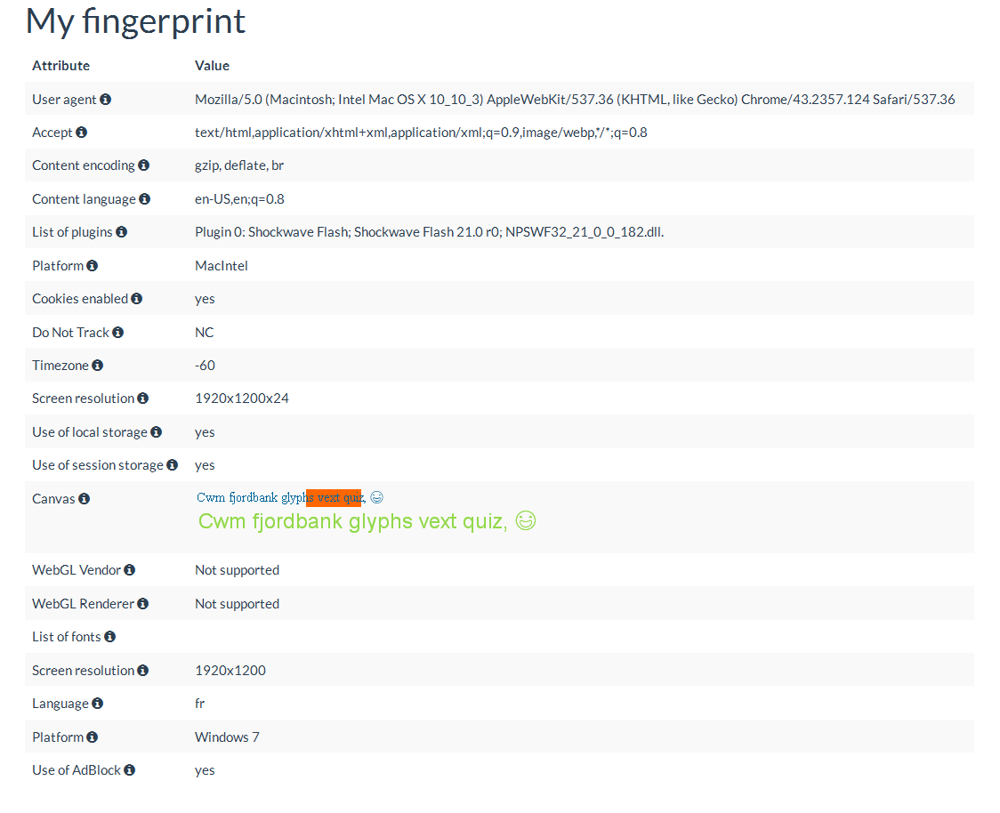 My fingerprint
Attribute Value
User agent Mozilla/5.0 (Macintosh; Intel Mac OS X 10_10_3) AppleWebKit/537.36 (KHTML, like Gecko) Chrome/43.2357.124 Safari/537.36
Accept text/html,application/xhtml+xml,application/xml;q=0.9,image/webp,*/*;q=0.8
Content encoding gzip, deflate, br
Content language en-US,en;q=0.8
List of plugins Plugin 0: Shockwave Flash; Shockwave Flash 21.0 r0; NPSWF32_21_0_0_182.dll.
Platform MacIntel
Cookies enabled yes
Do Not Track NC
Timezone -60
Screen resolution 1920x1200x24
Use of local storage yes
Use of session storage yes
Canvas Cwm fjordbank glyphs vext quiz, 😃
Cwm fjordbank glyphs vext quiz, 😃
WebGL Vendor Not supported
WebGL Renderer Not supported
List of fonts
Screen resolution 1920x1200
Language fr
Platform Windows 7
Use of AdBlock yes